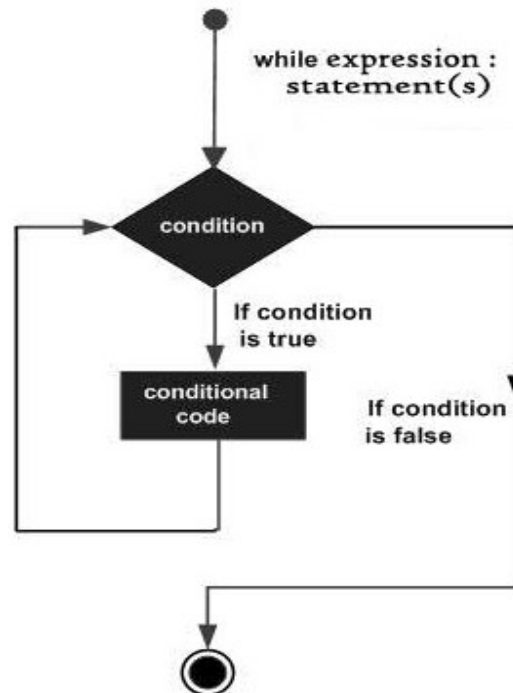 while expression :
statement(s)
condition
If condition
is true
conditional
code
If condition
is false